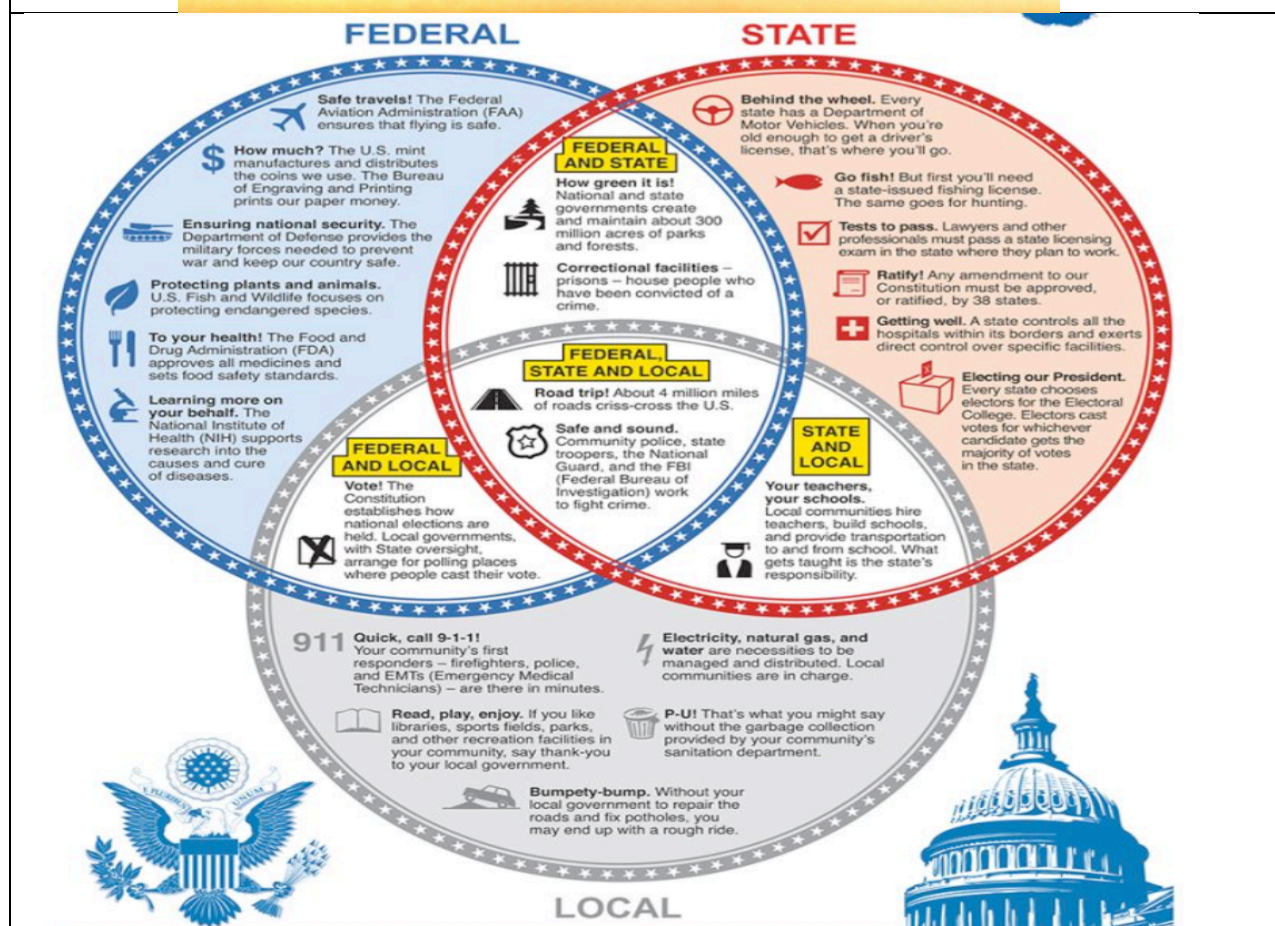 FEDERAL
STATE
Safe travels! The Federal
Aviation Administration (FAA)
ensures that flying is safe.
How much? The U.S. mint
manufactures and distributes
the coins we use. The Bureau
of Engraving and Printing
prints our paper money.
Ensuring national security. The
Department of Defense provides the
military forces needed to prevent
war and keep our country safe.
Protecting plants and animals.
U.S. Fish and Wildlife focuses on
protecting endangered species.
To your health! The Food and
Drug Administration (FDA)
approves all medicines and
sets food safety standards.
Learning more on
your behalf. The
National Institute of
Health (NIH) supports
research into the
causes and cure
of diseases.
FEDERAL
AND STATE
How green it is!
National and state
governments create
and maintain about 300
million acres of parks
and forests.
Correctional facilities –
prisons – house people who
have been convicted of a
crime.
Behind the wheel. Every
state has a Department of
Motor Vehicles. When you're
old enough to get a driver's
license, that's where you'll go.
Go fish! But first you'll need
a state-issued fishing license.
The same goes for hunting.
Tests to pass. Lawyers and other
professionals must pass a state licensing
exam in the state where they plan to work.
Ratify! Any amendment to our
Constitution must be approved,
or ratified, by 38 states.
Getting well. A state controls all the
hospitals within its borders and exerts
direct control over specific facilities.
Electing our President.
Every state chooses
electors for the Electoral
College. Electors cast
votes for whichever
candidate gets the
majority of votes
in the state.
FEDERAL,
STATE AND LOCAL
Road trip! About 4 million miles
of roads criss-cross the U.S.
Safe and sound.
Community police, state
troopers, the National
Guard, and the FBI
(Federal Bureau of
Investigation) work
to fight crime.
FEDERAL
AND LOCAL
Vote! The
Constitution
establishes how
national elections are
held. Local governments,
with State oversight,
arrange for polling places
where people cast their vote.
STATE
AND
LOCAL
Your teachers,
your schools.
Local communities hire
teachers, build schools,
and provide transportation
to and from school. What
gets taught is the state's
responsibility.
911
Quick, call 9-1-1!
Your community's first
responders – firefighters, police,
and EMTs (Emergency Medical
Technicians) – are there in minutes.
Electricity, natural gas, and
water are necessities to be
managed and distributed. Local
communities are in charge.
Read, play, enjoy. If you like
libraries, sports fields, parks,
and other recreation facilities in
your community, say thank-you
to your local government.
P-U! That's what you might say
without the garbage collection
provided by your community's
sanitation department.
Bumpety-bump. Without your
local government to repair the
roads and fix potholes, you
may end up with a rough ride.
E PLURIBUS UNUM
LOCAL